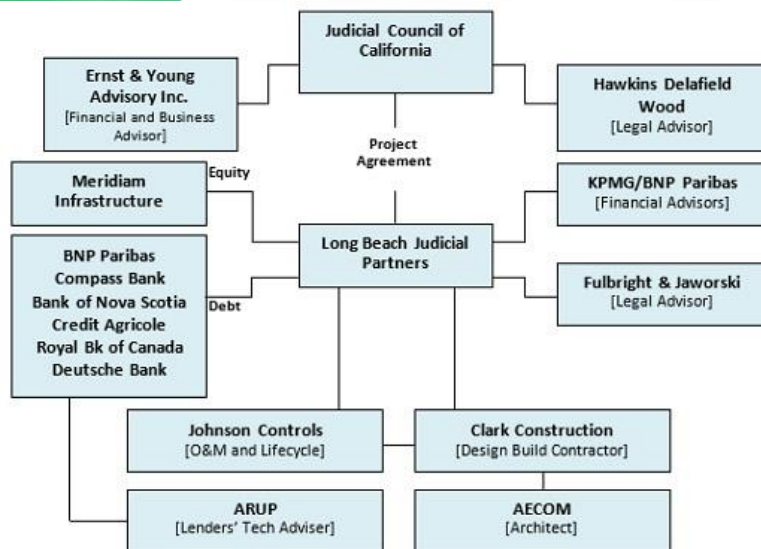 Judicial Council of
California
Ernst & Young
Advisory Inc.
[Financial and Business
Advisor]
Hawkins Delafield
Wood
[Legal Advisor]
Project
Agreement
Meridiam
Infrastructure
Equity
KPMG/BNP Paribas
[Financial Advisors]
Long Beach Judicial
Partners
BNP Paribas
Compass Bank
Bank of Nova Scotia
Credit Agricole
Royal Bk of Canada
Deutsche Bank
Debt
Fulbright & Jaworski
[Legal Advisor]
Johnson Controls
[O&M and Lifecycle]
Clark Construction
[Design Build Contractor]
ARUP
[Lenders' Tech Adviser]
AECOM
[Architect]